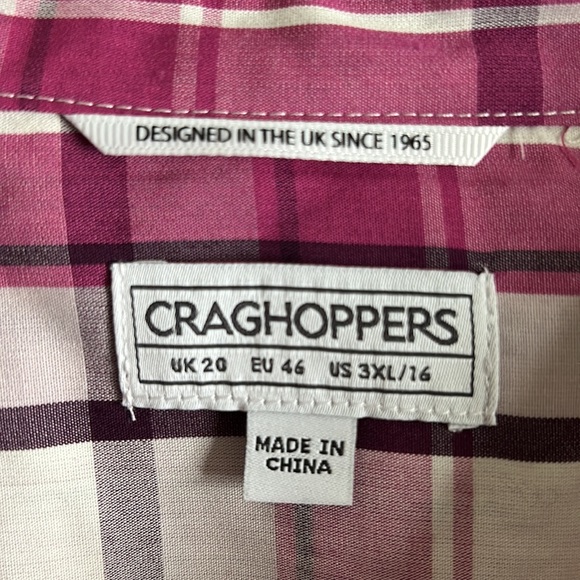 DESIGNED IN THE UK SINCE 1965
CRAGHOPPERS
UK 20 EU 46 US 3XL/16
MADE IN
CHINA